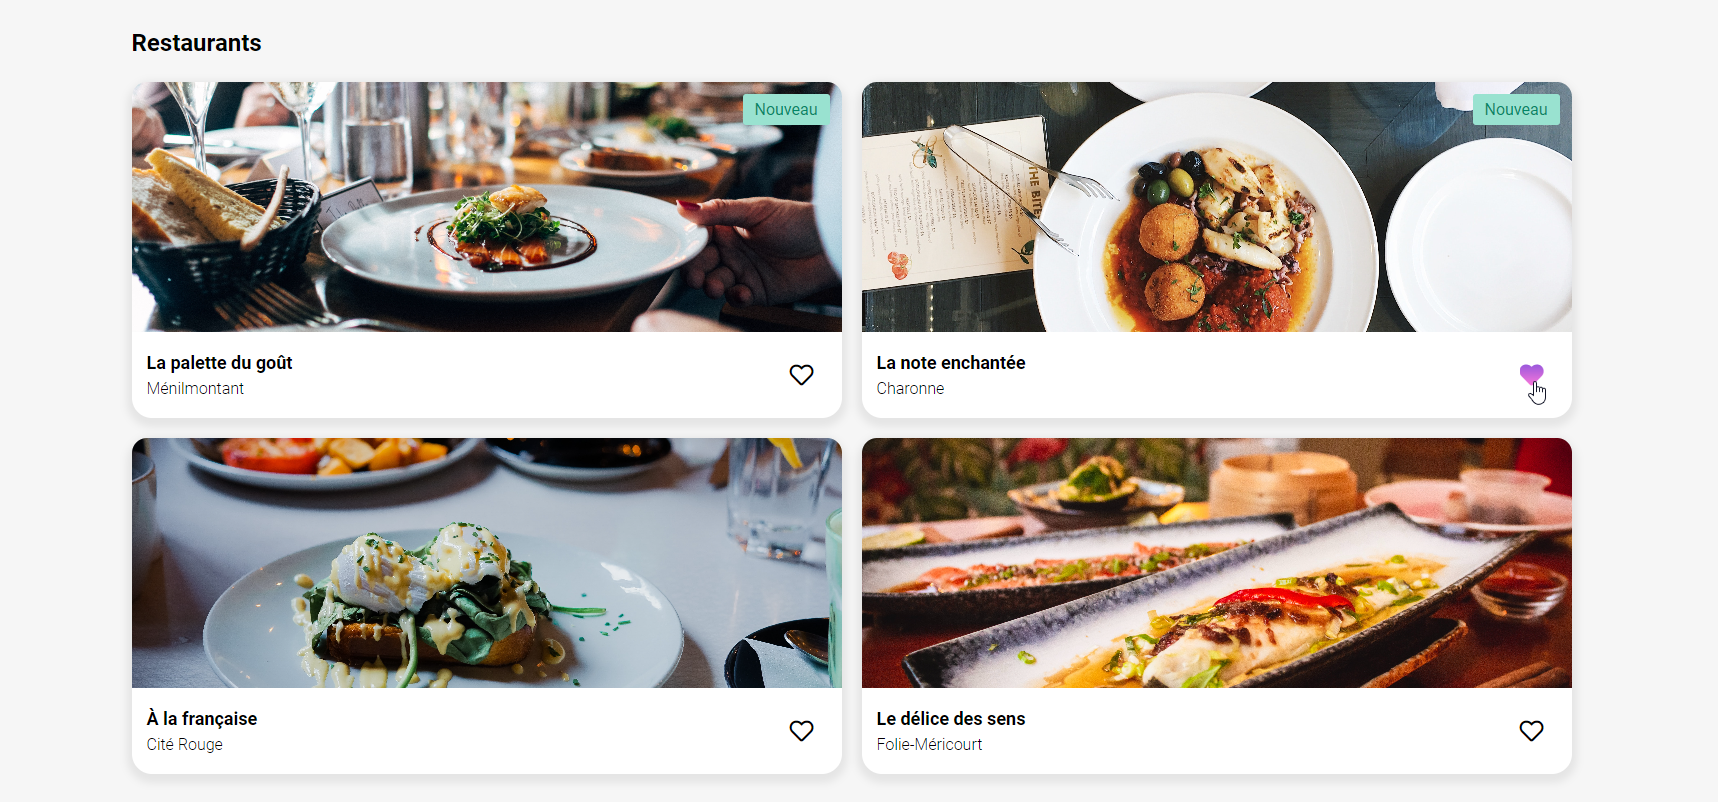 Restaurants
Nouveau
Nouveau
THE BITE
La palette du goût
Ménilmontant
La note enchantée
Charonne
À la française
Cité Rouge
Le délice des sens
Folie-Méricourt